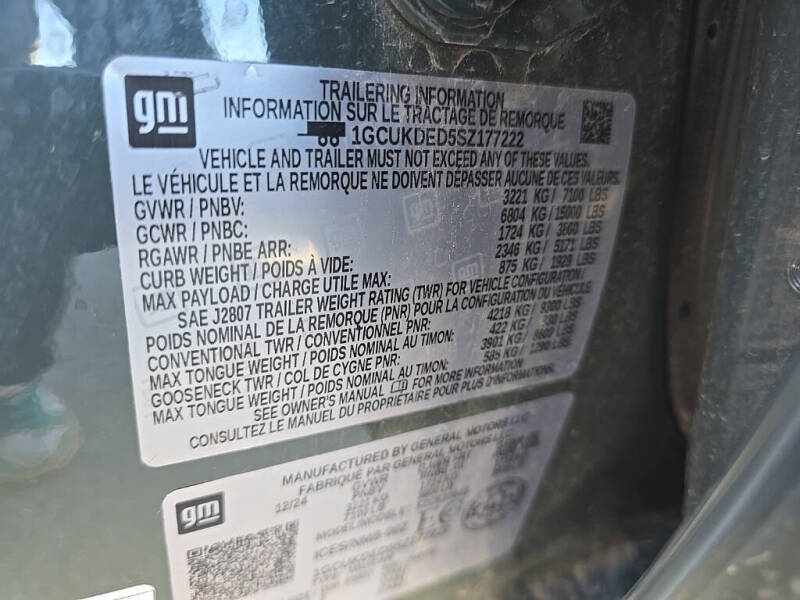 gm
TRAILERING INFORMATION
INFORMATION SUR LE TRACTAGE DE REMORQUE
1GCUKDED5SZ177222
VEHICLE AND TRAILER MUST NOT EXCEED ANY OF THESE VALUES.
LE VÉHICULE ET LA REMORQUE NE DOIVENT DÉPASSER AUCUNE DE CES VALEURS.
GVWR / PNBV: 3221 KG / 7100 LBS
GCWR / PNBC: 6804 KG / 15000 LBS
RGAWR / PNBE ARR: 1724 KG / 3800 LBS
CURB WEIGHT / POIDS À VIDE: 2346 KG / 5171 LBS
MAX PAYLOAD / CHARGE UTILE MAX: 875 KG / 1929 LBS
SAE J2807 TRAILER WEIGHT RATING (TWR) FOR VEHICLE CONFIGURATION/
POIDS NOMINAL DE LA REMORQUE (PNR) POUR LA CONFIGURATION DU VÉHICULE:
CONVENTIONAL TWR / CONVENTIONNEL PNR: 4218 KG / 9300 LBS
MAX TONGUE WEIGHT / POIDS NOMINAL AU TIMON: 422 KG / 930 LBS
GOOSENECK TWR / COL DE CYGNE PNR: 3901 KG / 8600 LBS
MAX TONGUE WEIGHT / POIDS NOMINAL AU TIMON: 585 KG / 1290 LBS
SEE OWNER'S MANUAL FOR MORE INFORMATION
CONSULTEZ LE MANUEL DU PROPRIÉTAIRE POUR PLUS D'INFORMATION
gm
MANUFACTURED BY GENERAL MOTORS LLC
FABRIQUÉ PAR GENERAL MOTORS LLC
12/24
GVWR
PNBV